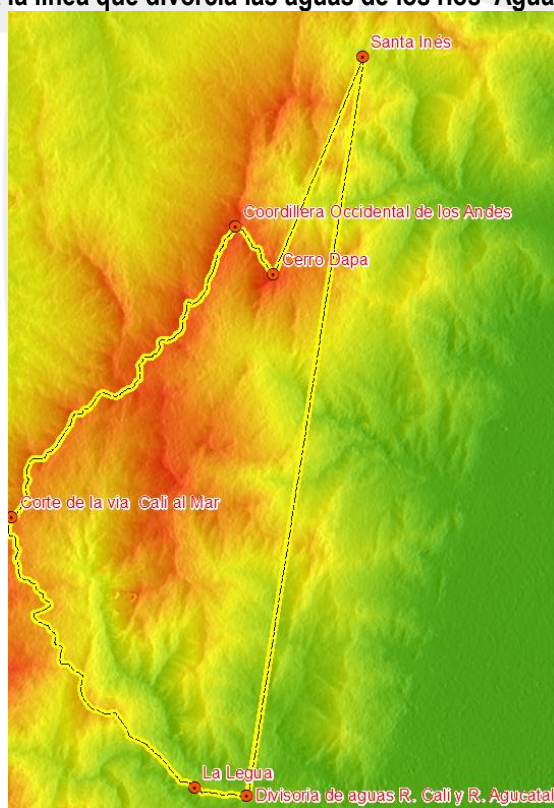 la línea que divorcia las aguas de los ríos Agua
Santa Inés
Coordillera Occidental de los Andes
Cerro Dapa
Corte de la via Cali al Mar
La Legua
Divisoria de aguas R. Cali y R. Agucatal